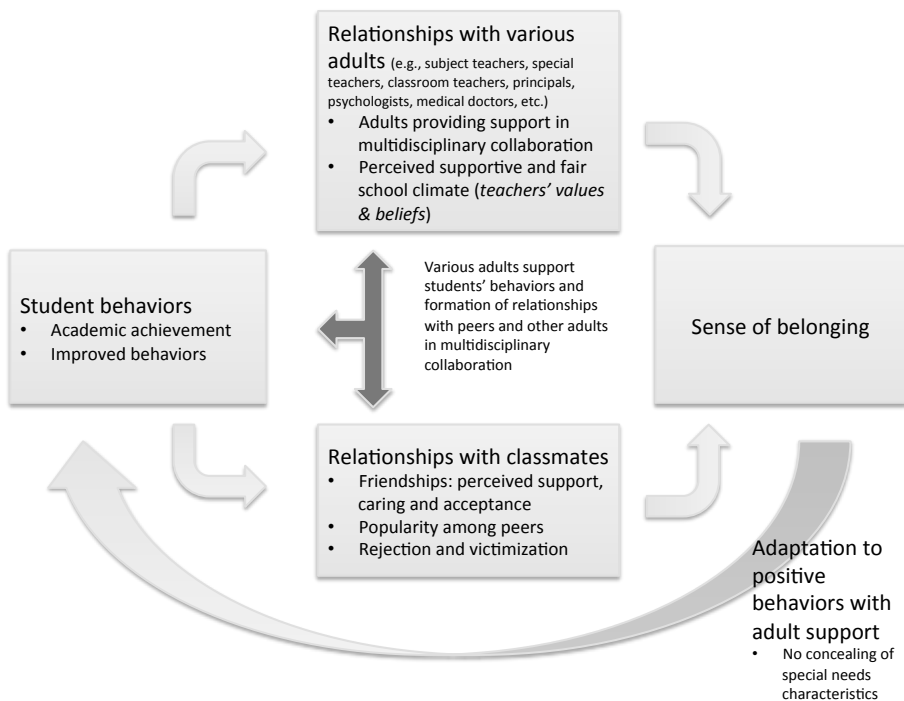 Relationships with various
adults (e.g., subject teachers, special
teachers, classroom teachers, principals,
psychologists, medical doctors, etc.)
• Adults providing support in
multidisciplinary collaboration
• Perceived supportive and fair
school climate (teachers' values
& beliefs)
Student behaviors
• Academic achievement
• Improved behaviors
Various adults support
students' behaviors and
formation of relationships
with peers and other adults
in multidisciplinary
collaboration
Sense of belonging
Relationships with classmates
• Friendships: perceived support,
caring and acceptance
• Popularity among peers
• Rejection and victimization
Adaptation to
positive
behaviors with
adult support
• No concealing of
special needs
characteristics